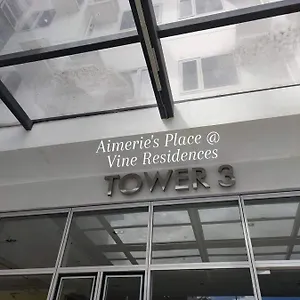 Aimerie's Place @
Vine Residences
TOWER 3